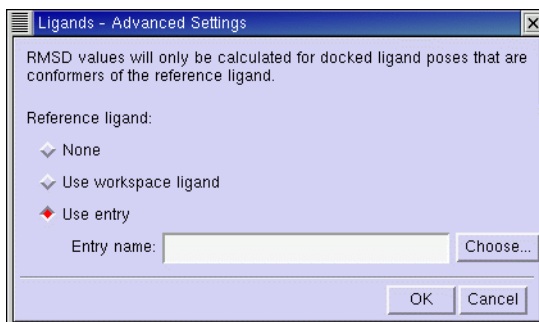 Ligands - Advanced Settings
RMSD values will only be calculated for docked ligand poses that are
conformers of the reference ligand.
Reference ligand:
None
Use workspace ligand
Use entry
Entry name: Choose...
OK Cancel